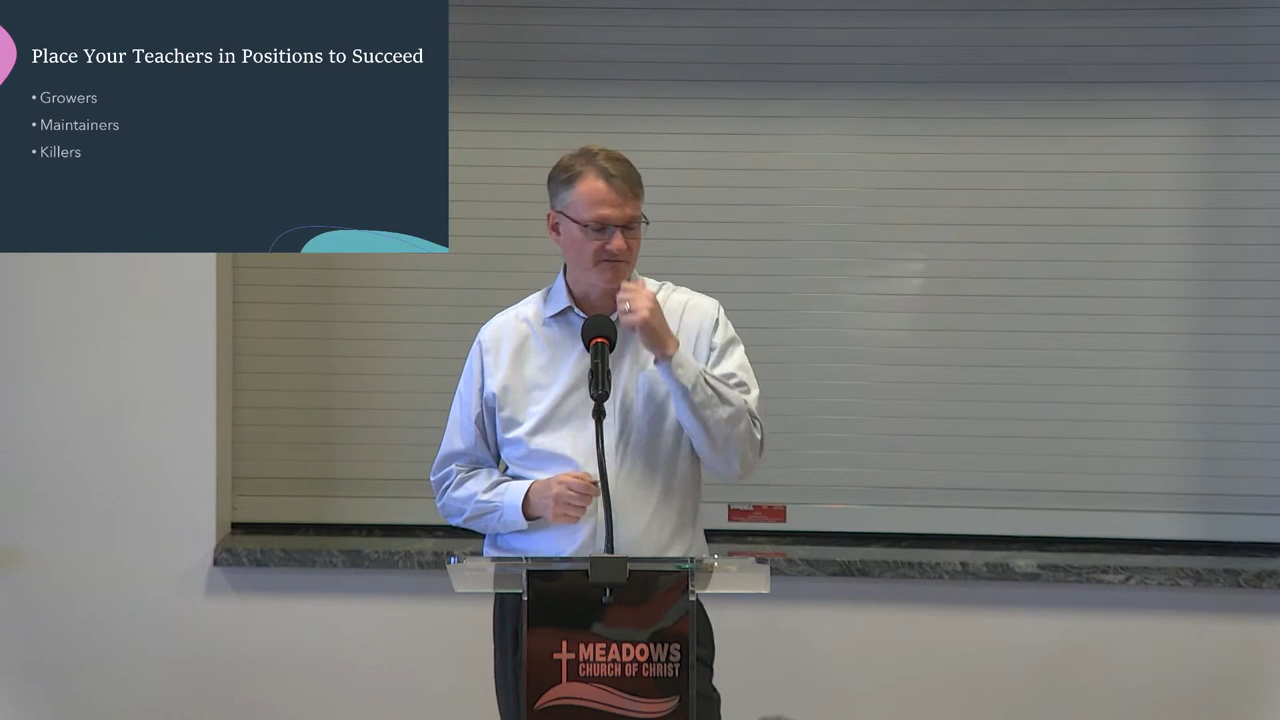 Place Your Teachers in Positions to Succeed
• Growers
• Maintainers
• Killers
MEADOWS
CHURCH OF CHRIST